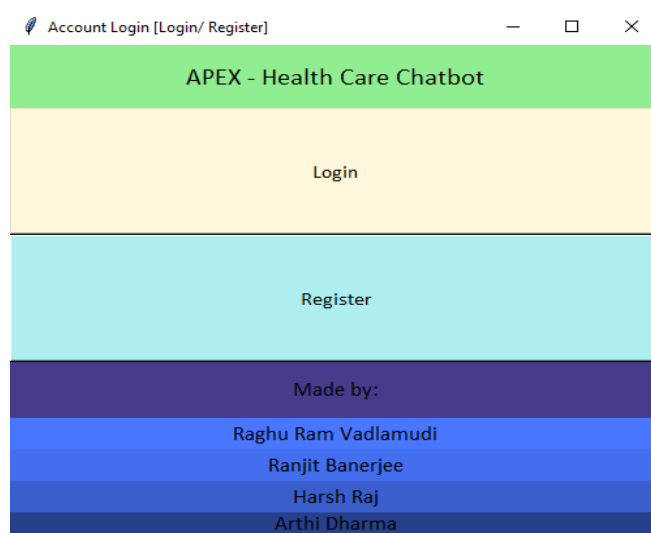 Account Login [Login/ Register]
APEX - Health Care Chatbot
Login
Register
Made by:
Raghu Ram Vadlamudi
Ranjit Banerjee
Harsh Raj
Arthi Dharma